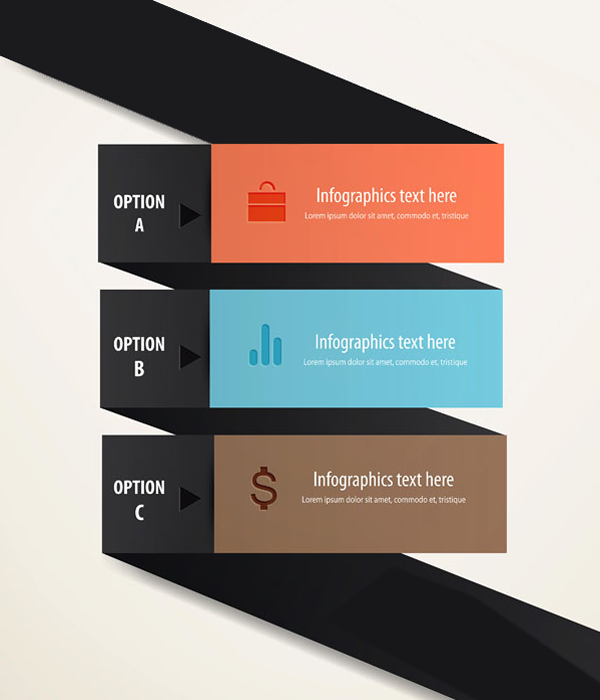 OPTION
A
Infographics text here
Lorem ipsum dolor sit amet, commodo et, tristique
OPTION
B
Infographics text here
Lorem ipsum dolor sit amet, commodo et, tristique
OPTION
C
$
Infographics text here
Lorem ipsum dolor sit amet, commodo et, tristique